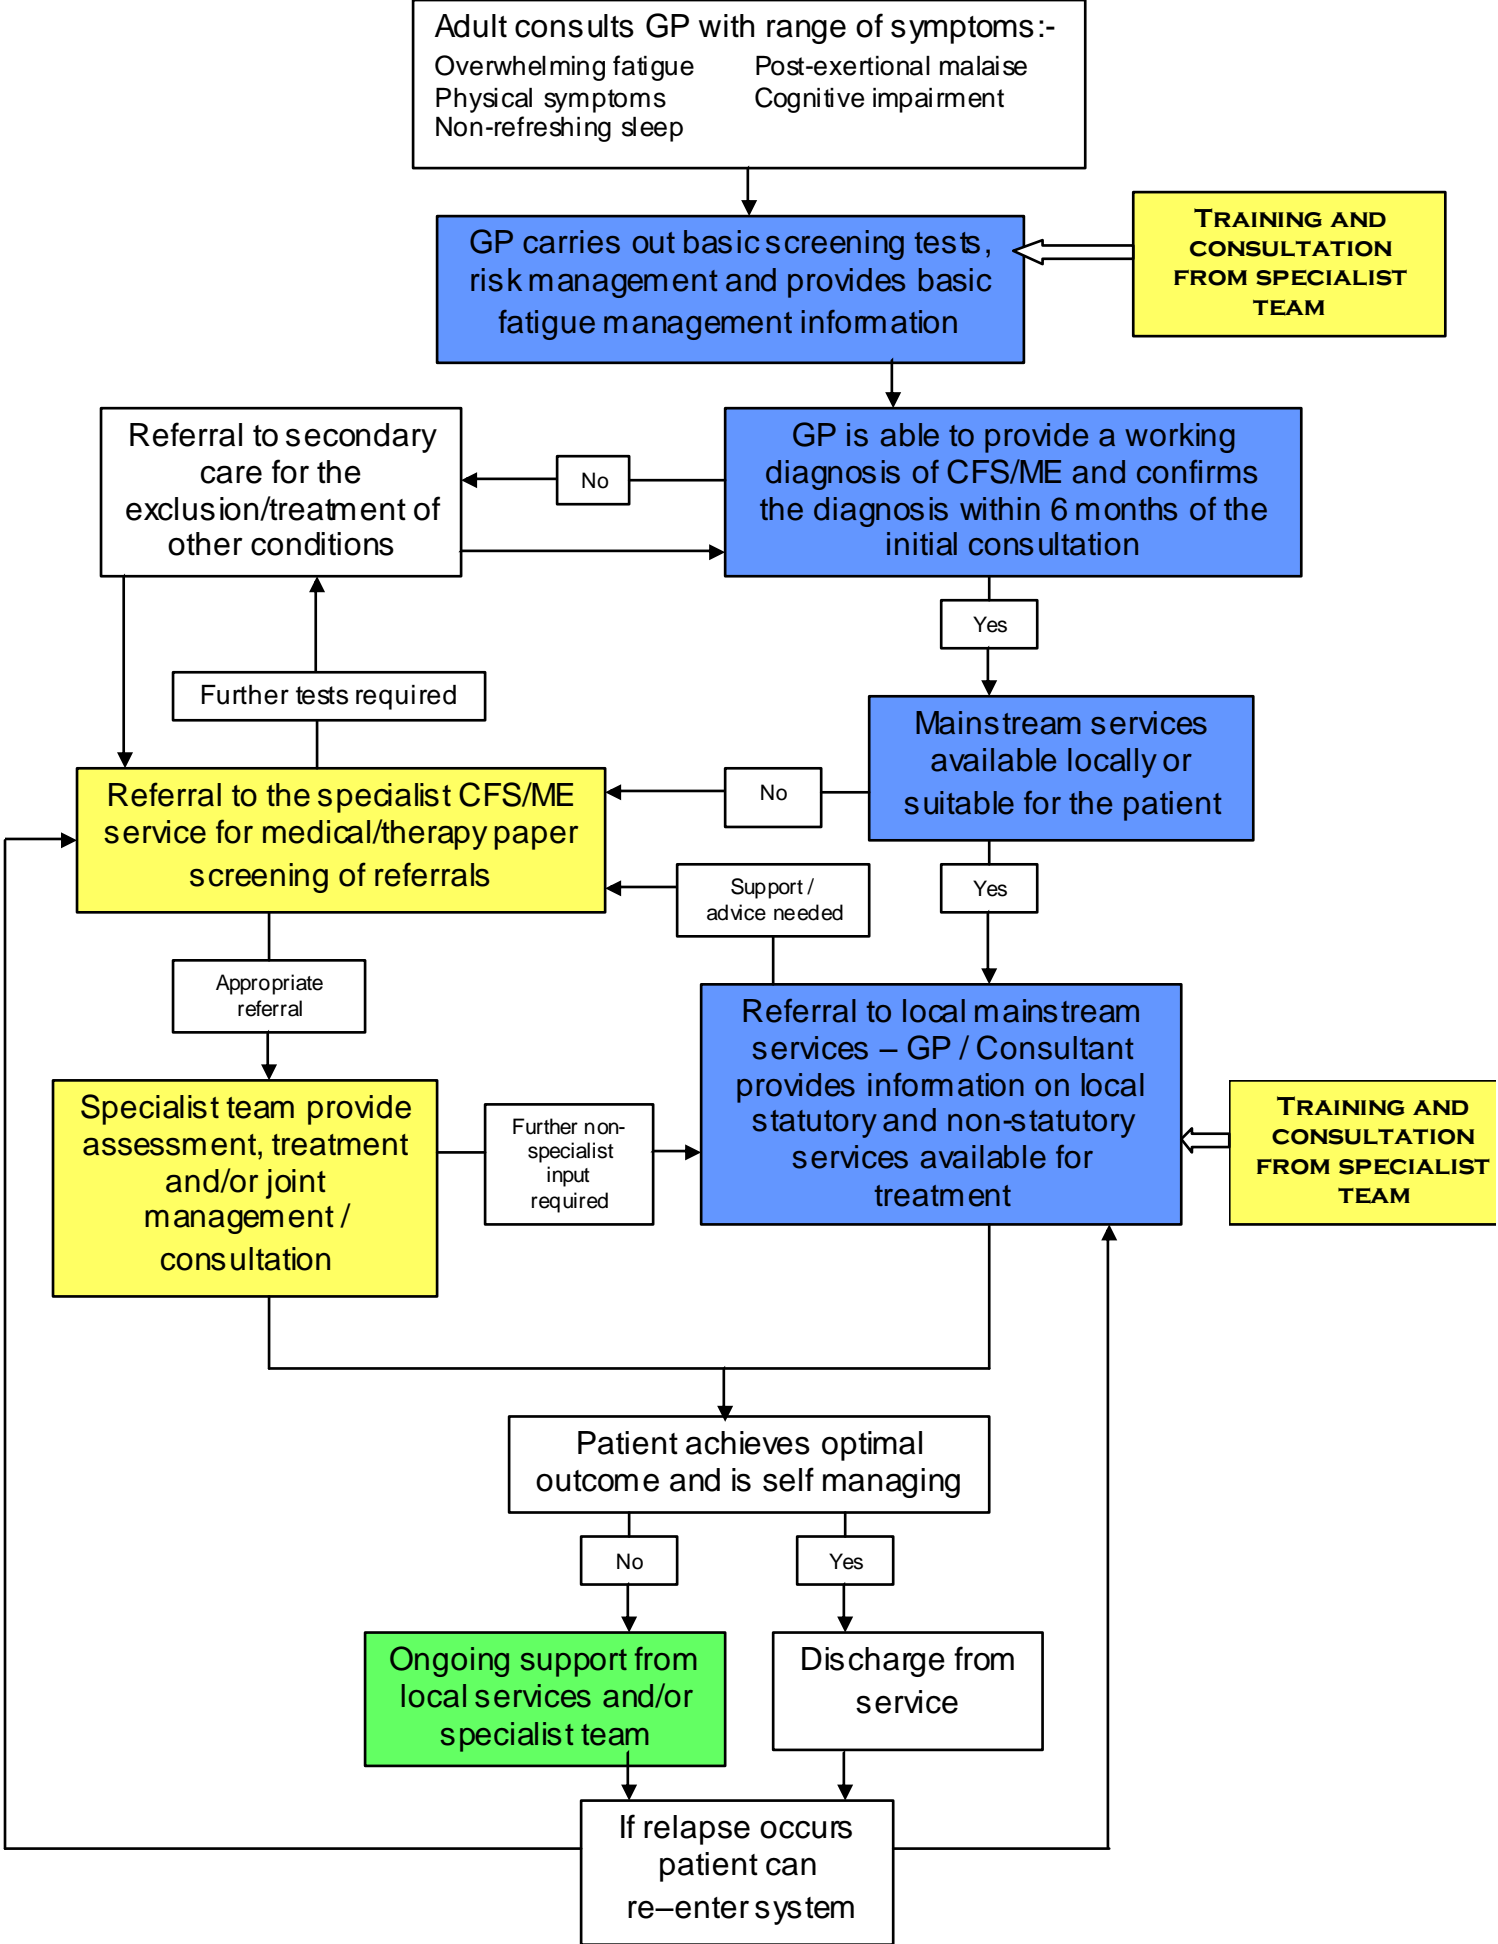 Adult consults GP with range of symptoms:-
Overwhelming fatigue Post-exertional malaise
Physical symptoms Cognitive impairment
Non-refreshing sleep
GP carries out basic screening tests,
risk management and provides basic
fatigue management information
TRAINING AND
CONSULTATION
FROM SPECIALIST
TEAM
Referral to secondary
care for the
exclusion/treatment of
other conditions
No
GP is able to provide a working
diagnosis of CFS/ME and confirms
the diagnosis within 6 months of the
initial consultation
Yes
Further tests required
Mainstream services
available locally or
suitable for the patient
No
Referral to the specialist CFS/ME
service for medical/therapy paper
screening of referrals
Support /
advice needed
Yes
Appropriate
referral
Referral to local mainstream
services – GP / Consultant
provides information on local
statutory and non-statutory
services available for
treatment
Specialist team provide
assessment, treatment
and/or joint
management /
consultation
Further non-
specialist
input
required
TRAINING AND
CONSULTATION
FROM SPECIALIST
TEAM
Patient achieves optimal
outcome and is self managing
No
Yes
Ongoing support from
local services and/or
specialist team
Discharge from
service
If relapse occurs
patient can
re–enter system